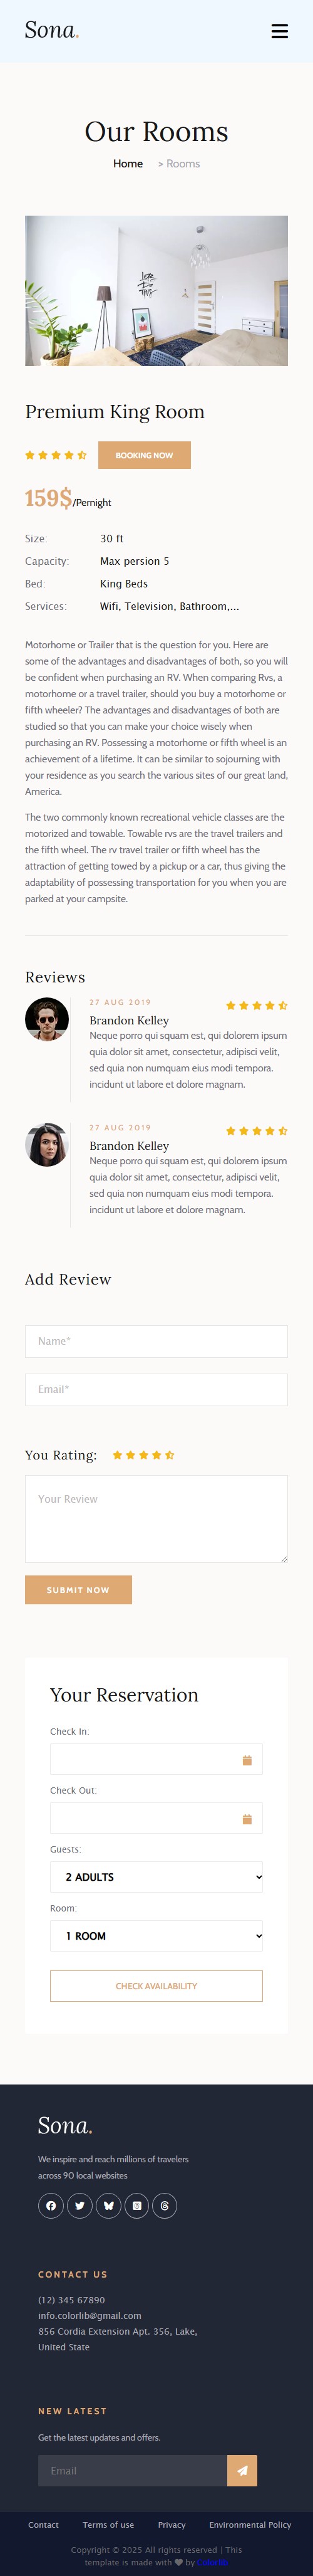 Sona.
Our Rooms
Home > Rooms
Premium King Room
BOOKING NOW
159$/Pernight
Size: 30 ft
Capacity: Max persion 5
Bed: King Beds
Services: Wifi, Television, Bathroom,...
Motorhome or Trailer that is the question for you. Here are
some of the advantages and disadvantages of both, so you will
be confident when purchasing an RV. When comparing Rvs, a
motorhome or a travel trailer, should you buy a motorhome or
fifth wheeler? The advantages and disadvantages of both are
studied so that you can make your choice wisely when
purchasing an RV. Possessing a motorhome or fifth wheel is an
achievement of a lifetime. It can be similar to sojourning with
your residence as you search the various sites of our great land,
America.
The two commonly known recreational vehicle classes are the
motorized and towable. Towable rvs are the travel trailers and
the fifth wheel. The rv travel trailer or fifth wheel has the
attraction of getting towed by a pickup or a car, thus giving the
adaptability of possessing transportation for you when you are
parked at your campsite.
Reviews
27 AUG 2019
Brandon Kelley
Neque porro qui squam est, qui dolorem ipsum
quia dolor sit amet, consectetur, adipisci velit,
sed quia non numquam eius modi tempora.
incidunt ut labore et dolore magnam.
27 AUG 2019
Brandon Kelley
Neque porro qui squam est, qui dolorem ipsum
quia dolor sit amet, consectetur, adipisci velit,
sed quia non numquam eius modi tempora.
incidunt ut labore et dolore magnam.
Add Review
Name*
Email*
You Rating:
Your Review
SUBMIT NOW
Your Reservation
Check In:
Check Out:
Guests:
2 ADULTS
Room:
1 ROOM
CHECK AVAILABILITY
Sona.
We inspire and reach millions of travelers
across 90 local websites
CONTACT US
(12) 345 67890
info.colorlib@gmail.com
856 Cordia Extension Apt. 356, Lake,
United State
NEW LATEST
Get the latest updates and offers.
Email
Contact Terms of use Privacy Environmental Policy
Copyright © 2025 All rights reserved | This
template is made with ❤ by Colorlib